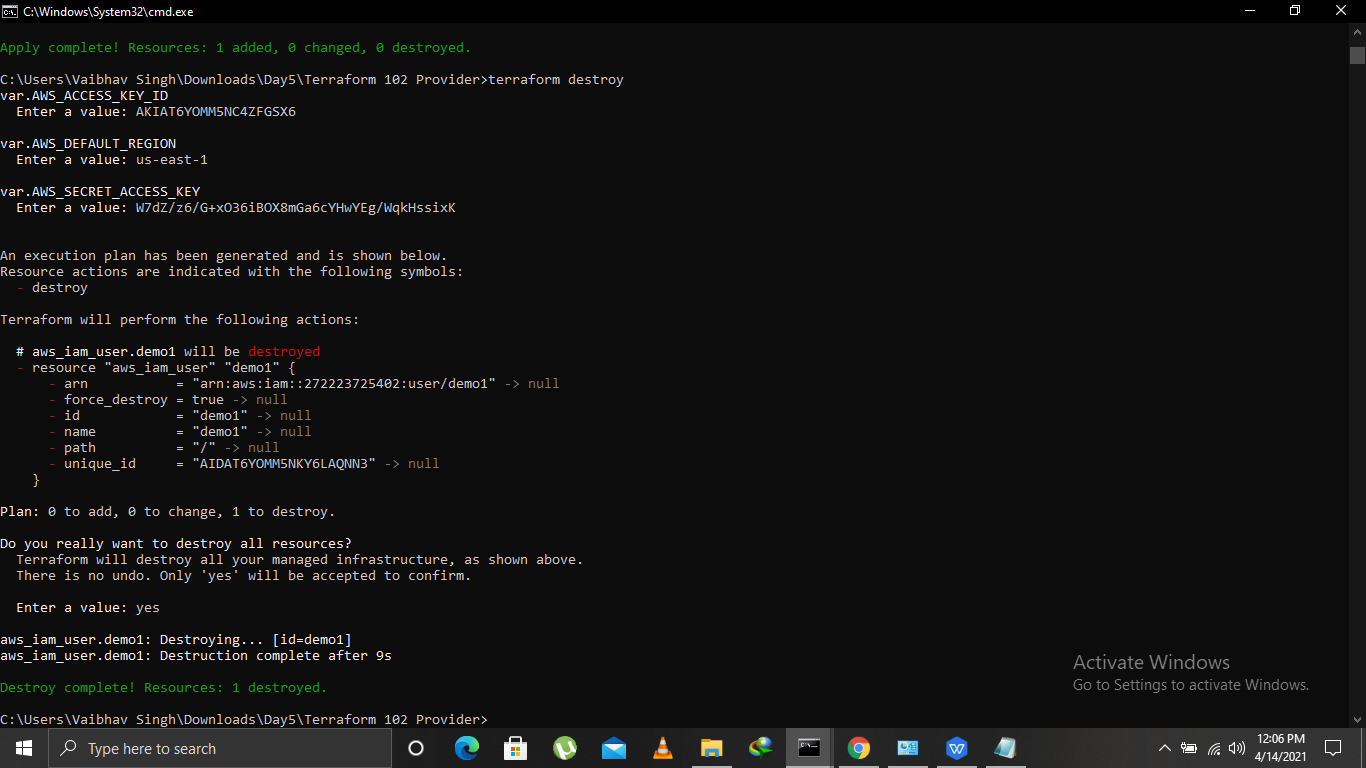 C:\Windows\System32\cmd.exe
Apply complete! Resources: 1 added, 0 changed, 0 destroyed.
C:\Users\Vaibhav Singh\Downloads\Day5\Terraform 102 Provider>terraform destroy
var.AWS_ACCESS_KEY_ID
Enter a value: AKIAT6YOMM5NC4ZFGSX6
var.AWS_DEFAULT_REGION
Enter a value: us-east-1
var.AWS_SECRET_ACCESS_KEY
Enter a value: W7dZ/z6/G+xO36iBOX8mGa6cYHwYEg/WqkHssixK
An execution plan has been generated and is shown below.
Resource actions are indicated with the following symbols:
- destroy
Terraform will perform the following actions:
# aws_iam_user.demo1 will be destroyed
- resource "aws_iam_user" "demo1" {
- arn = "arn:aws:iam::272223725402:user/demo1" -> null
- force_destroy = true -> null
- id = "demo1" -> null
- name = "demo1" -> null
- path = "/" -> null
- unique_id = "AIDAT6YOMM5NKY6LAQNN3" -> null
}
Plan: 0 to add, 0 to change, 1 to destroy.
Do you really want to destroy all resources?
Terraform will destroy all your managed infrastructure, as shown above.
There is no undo. Only 'yes' will be accepted to confirm.
Enter a value: yes
aws_iam_user.demo1: Destroying... [id=demo1]
aws_iam_user.demo1: Destruction complete after 9s
Destroy complete! Resources: 1 destroyed.
C:\Users\Vaibhav Singh\Downloads\Day5\Terraform 102 Provider>
Activate Windows
Go to Settings to activate Windows.
Type here to search
12:06 PM
4/14/2021